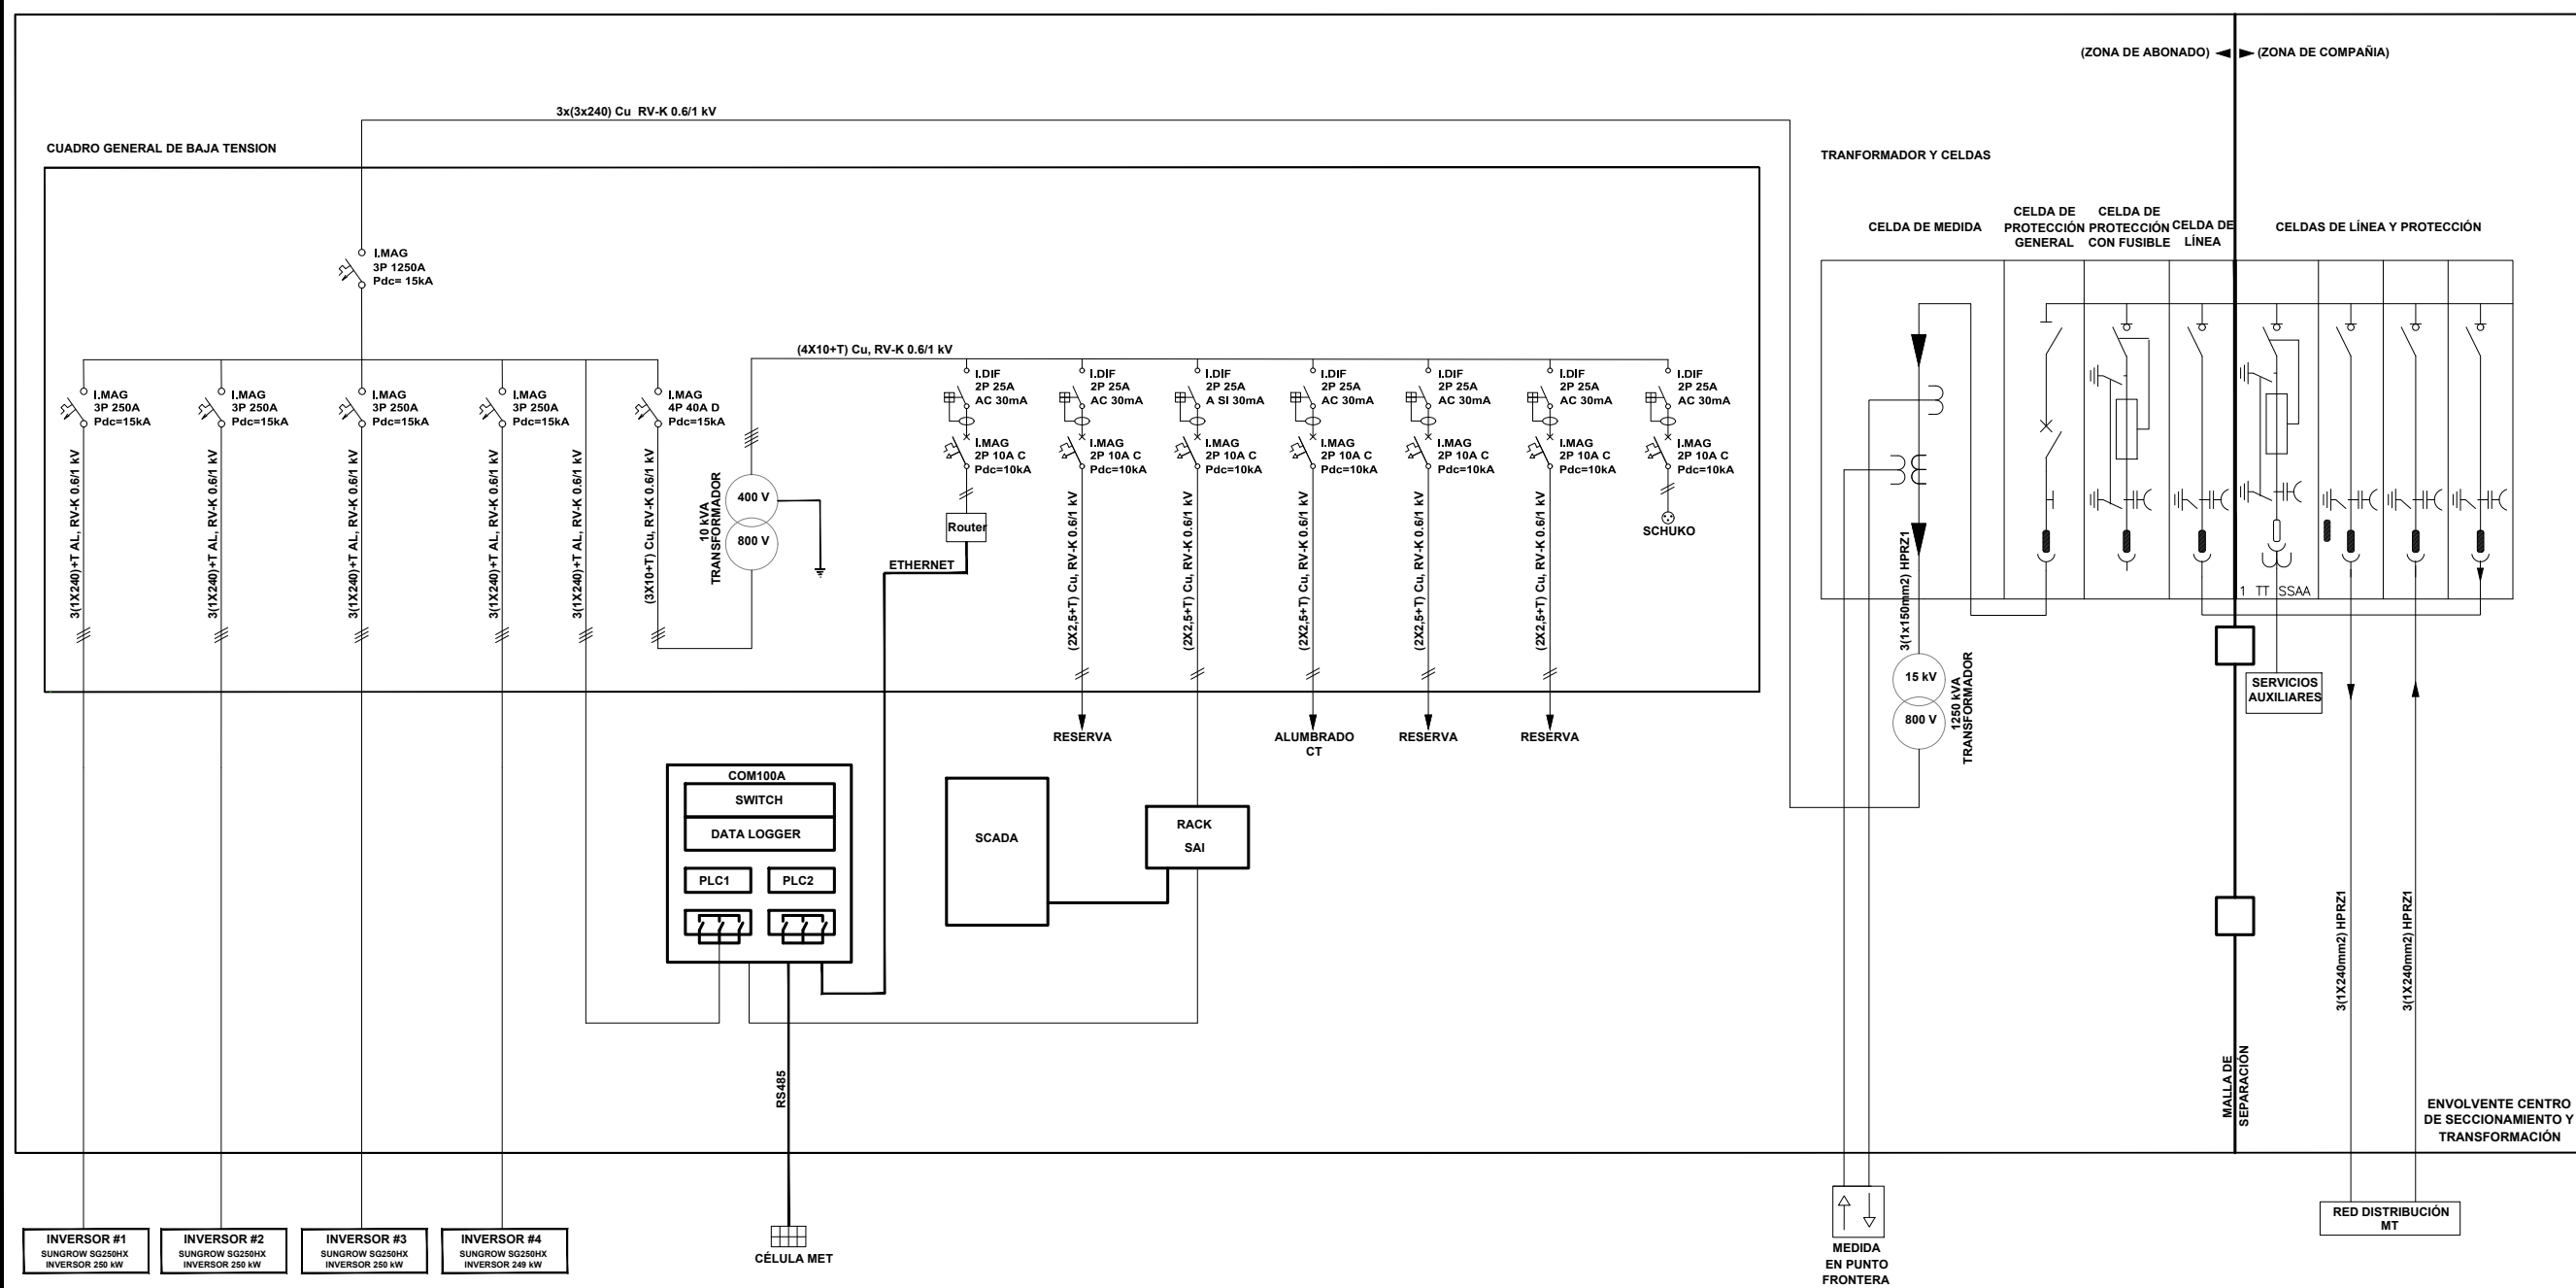 (ZONA DE ABONADO)
(ZONA DE COMPAÑIA)
3x(3x240) Cu RV-K 0.6/1 kV
CUADRO GENERAL DE BAJA TENSION
TRANFORMADOR Y CELDAS
CELDA DE MEDIDA
CELDA DE
PROTECCIÓN
GENERAL
CELDA DE
PROTECCIÓN
CON FUSIBLE
CELDA DE
LÍNEA
CELDAS DE LÍNEA Y PROTECCIÓN
I.MAG
3P 1250A
Pdc= 15kA
(4X10+T) Cu, RV-K 0.6/1 kV
I.MAG
3P 250A
Pdc=15kA
I.MAG
3P 250A
Pdc=15kA
I.MAG
3P 250A
Pdc=15kA
I.MAG
3P 250A
Pdc=15kA
I.MAG
4P 40A D
Pdc=15kA
I.DIF
2P 25A
AC 30mA
I.DIF
2P 25A
AC 30mA
I.DIF
2P 25A
A SI 30mA
I.DIF
2P 25A
AC 30mA
I.DIF
2P 25A
AC 30mA
I.DIF
2P 25A
AC 30mA
I.DIF
2P 25A
AC 30mA
I.MAG
2P 10A C
Pdc=10kA
I.MAG
2P 10A C
Pdc=10kA
I.MAG
2P 10A C
Pdc=10kA
I.MAG
2P 10A C
Pdc=10kA
I.MAG
2P 10A C
Pdc=10kA
I.MAG
2P 10A C
Pdc=10kA
I.MAG
2P 10A C
Pdc=10kA
3(1X240)+T AL, RV-K 0.6/1 kV
3(1X240)+T AL, RV-K 0.6/1 kV
3(1X240)+T AL, RV-K 0.6/1 kV
3(1X240)+T AL, RV-K 0.6/1 kV
3(1X240)+T AL, RV-K 0.6/1 kV
(3X10+T) Cu, RV-K 0.6/1 kV
10 kVA
TRANSFORMADOR
400 V
800 V
Router
ETHERNET
(2X2,5+T) Cu, RV-K 0.6/1 kV
(2X2,5+T) Cu, RV-K 0.6/1 kV
(2X2,5+T) Cu, RV-K 0.6/1 kV
(2X2,5+T) Cu, RV-K 0.6/1 kV
(2X2,5+T) Cu, RV-K 0.6/1 kV
SCHUKO
RESERVA
ALUMBRADO
CT
RESERVA
RESERVA
3(1x150mm2) HPRZ1
15 kV
800 V
1250 kVA
TRANSFORMADOR
1 TT SSAA
SERVICIOS
AUXILIARES
COM100A
SWITCH
DATA LOGGER
PLC1
PLC2
SCADA
RACK
SAI
RS485
3(1X240mm2) HPRZ1
3(1X240mm2) HPRZ1
MALLA DE
SEPARACIÓN
ENVOLVENTE CENTRO
DE SECCIONAMIENTO Y
TRANSFORMACIÓN
INVERSOR #1
SUNGROW SG250HX
INVERSOR 250 kW
INVERSOR #2
SUNGROW SG250HX
INVERSOR 250 kW
INVERSOR #3
SUNGROW SG250HX
INVERSOR 250 kW
INVERSOR #4
SUNGROW SG250HX
INVERSOR 249 kW
CÉLULA MET
MEDIDA
EN PUNTO
FRONTERA
RED DISTRIBUCIÓN
MT